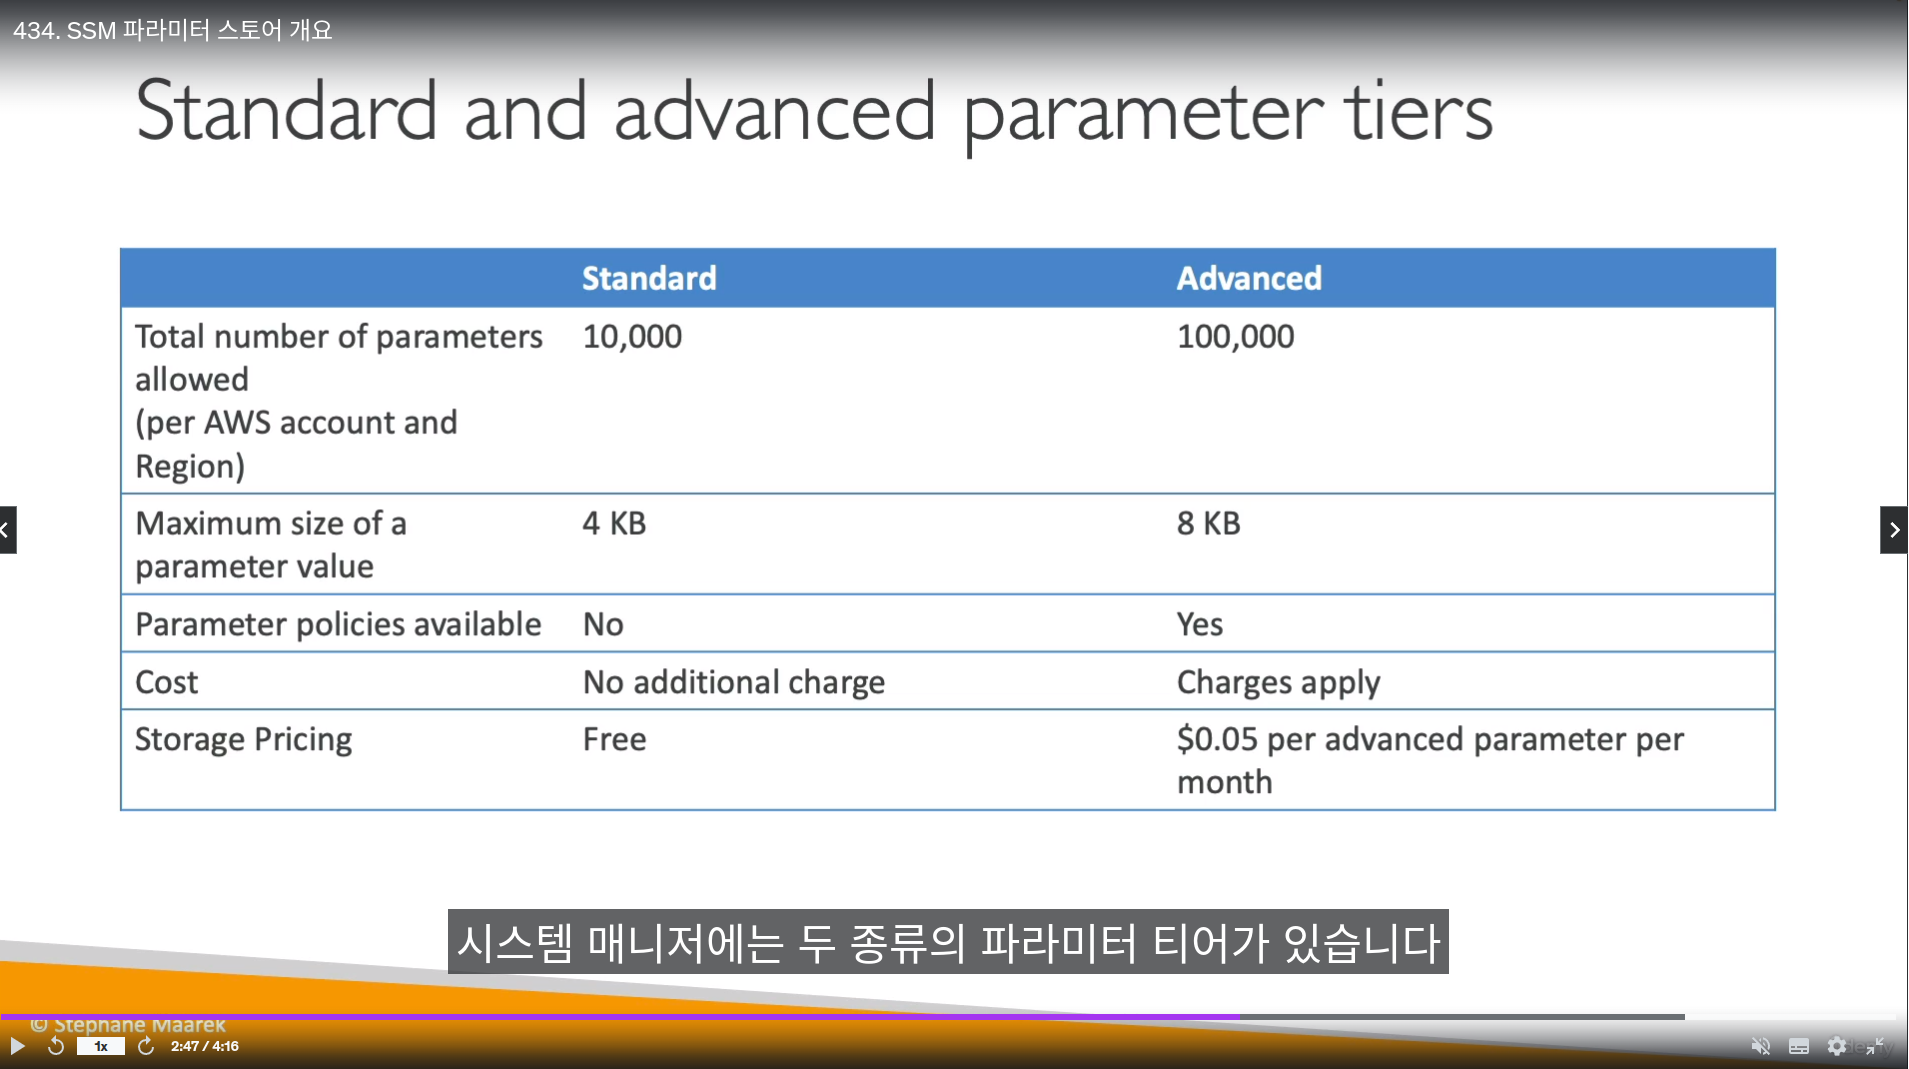 434. SSM 파라미터 스토어 개요
Standard and advanced parameter tiers
Standard Advanced
Total number of parameters 10,000 100,000
allowed
(per AWS account and
Region)
Maximum size of a 4 KB 8 KB
parameter value
Parameter policies available No Yes
Cost No additional charge Charges apply
Storage Pricing Free $0.05 per advanced parameter per
month
시스템 매니저에는 두 종류의 파라미터 티어가 있습니다
© Stephane Maarek
1x 2:47 / 4:16